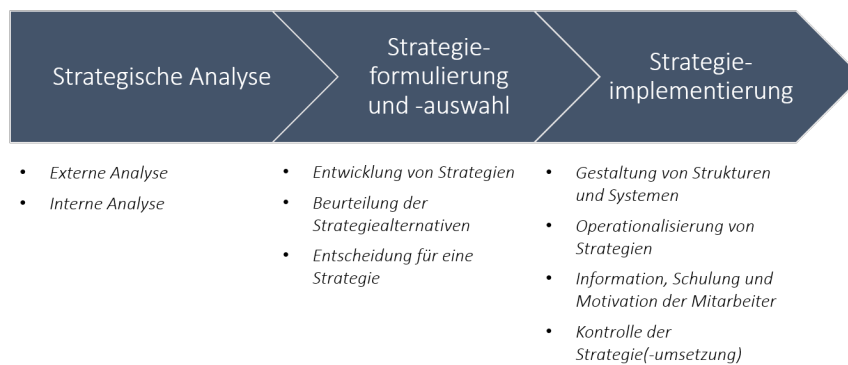 Strategische Analyse
Strategie-
formulierung
und -auswahl
Strategie-
implementierung
• Externe Analyse
• Interne Analyse
• Entwicklung von Strategien
• Beurteilung der
Strategiealternativen
• Entscheidung für eine
Strategie
• Gestaltung von Strukturen
und Systemen
• Operationalisierung von
Strategien
• Information, Schulung und
Motivation der Mitarbeiter
• Kontrolle der
Strategie(-umsetzung)